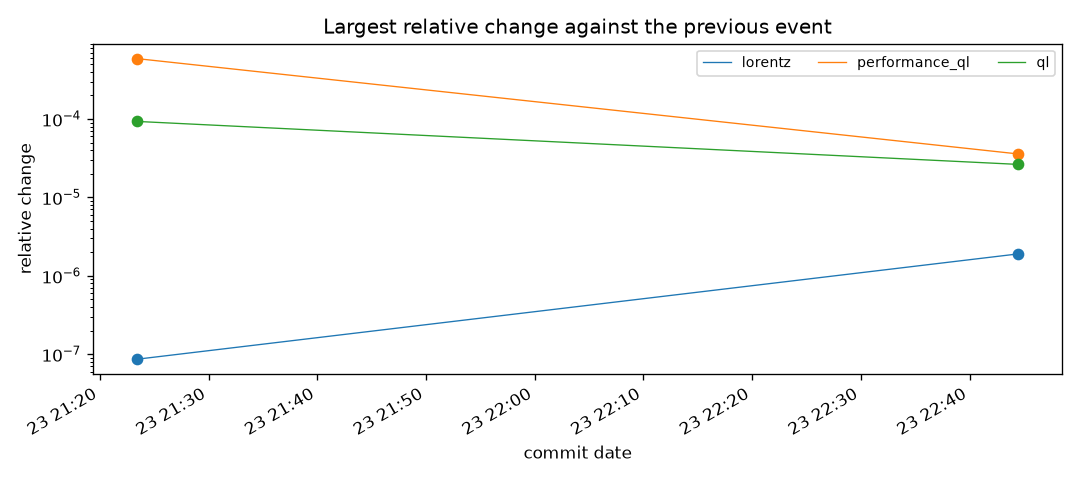 Largest relative change against the previous event
lorentz performance_ql ql
relative change
10⁻⁴
10⁻⁵
10⁻⁶
10⁻⁷
23 21:20 23 21:30 23 21:40 23 21:50 23 22:00 23 22:10 23 22:20 23 22:30 23 22:40
commit date